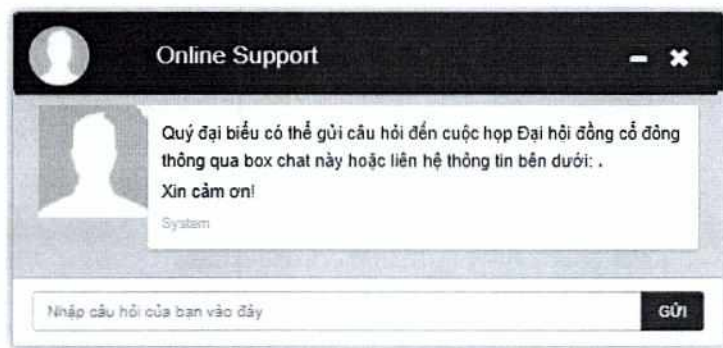 Online Support
Quý đại biểu có thể gửi câu hỏi đến cuộc họp Đại hội đồng cổ đông
thông qua box chat này hoặc liên hệ thông tin bên dưới: .
Xin cảm ơn!
System
Nhập câu hỏi của bạn vào đây
GỬI